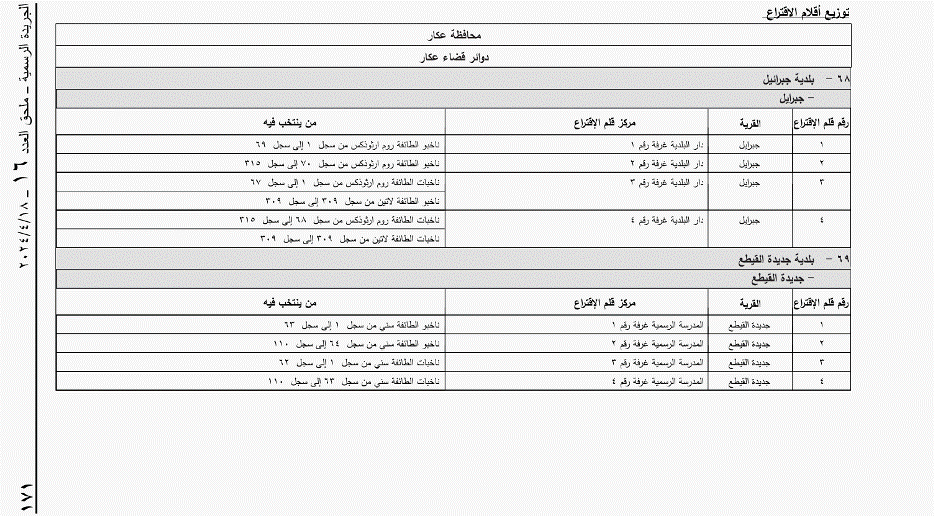 توزيع أقلام الاقتراع
محافظة عكار
دوائر قضاء عكار
٦٨ - بلدية جبرائيل
- جبرايل
رقم قلم الإقتراع القرية مركز قلم الإقتراع من ينتخب فيه
١ جبرايل دار البلدية غرفة رقم ١ ناخبو الطائفة روم ارثوذكس من سجل ١ إلى سجل ٦٩
٢ جبرايل دار البلدية غرفة رقم ٢ ناخبو الطائفة روم ارثوذكس من سجل ٧٠ إلى سجل ٣١٥
٣ جبرايل دار البلدية غرفة رقم ٣ ناخبات الطائفة روم ارثوذكس من سجل ١ إلى سجل ٦٧
ناخبو الطائفة لاتين من سجل ٣٠٩ إلى سجل ٣٠٩
٤ جبرايل دار البلدية غرفة رقم ٤ ناخبات الطائفة روم ارثوذكس من سجل ٦٨ إلى سجل ٣١٥
ناخبات الطائفة لاتين من سجل ٣٠٩ إلى سجل ٣٠٩
٦٩ - بلدية جديدة القيطع
- جديدة القيطع
رقم قلم الإقتراع القرية مركز قلم الإقتراع من ينتخب فيه
١ جديدة القيطع المدرسة الرسمية غرفة رقم ١ ناخبو الطائفة سني من سجل ١ إلى سجل ٦٣
٢ جديدة القيطع المدرسة الرسمية غرفة رقم ٢ ناخبو الطائفة سني من سجل ٦٤ إلى سجل ١١٠
٣ جديدة القيطع المدرسة الرسمية غرفة رقم ٣ ناخبات الطائفة سني من سجل ١ إلى سجل ٦٢
٤ جديدة القيطع المدرسة الرسمية غرفة رقم ٤ ناخبات الطائفة سني من سجل ٦٣ إلى سجل ١١٠
الجريدة الرسمية - ملحق العدد ١٦ - ٢٠٢٤/٤/١٨
١٧١